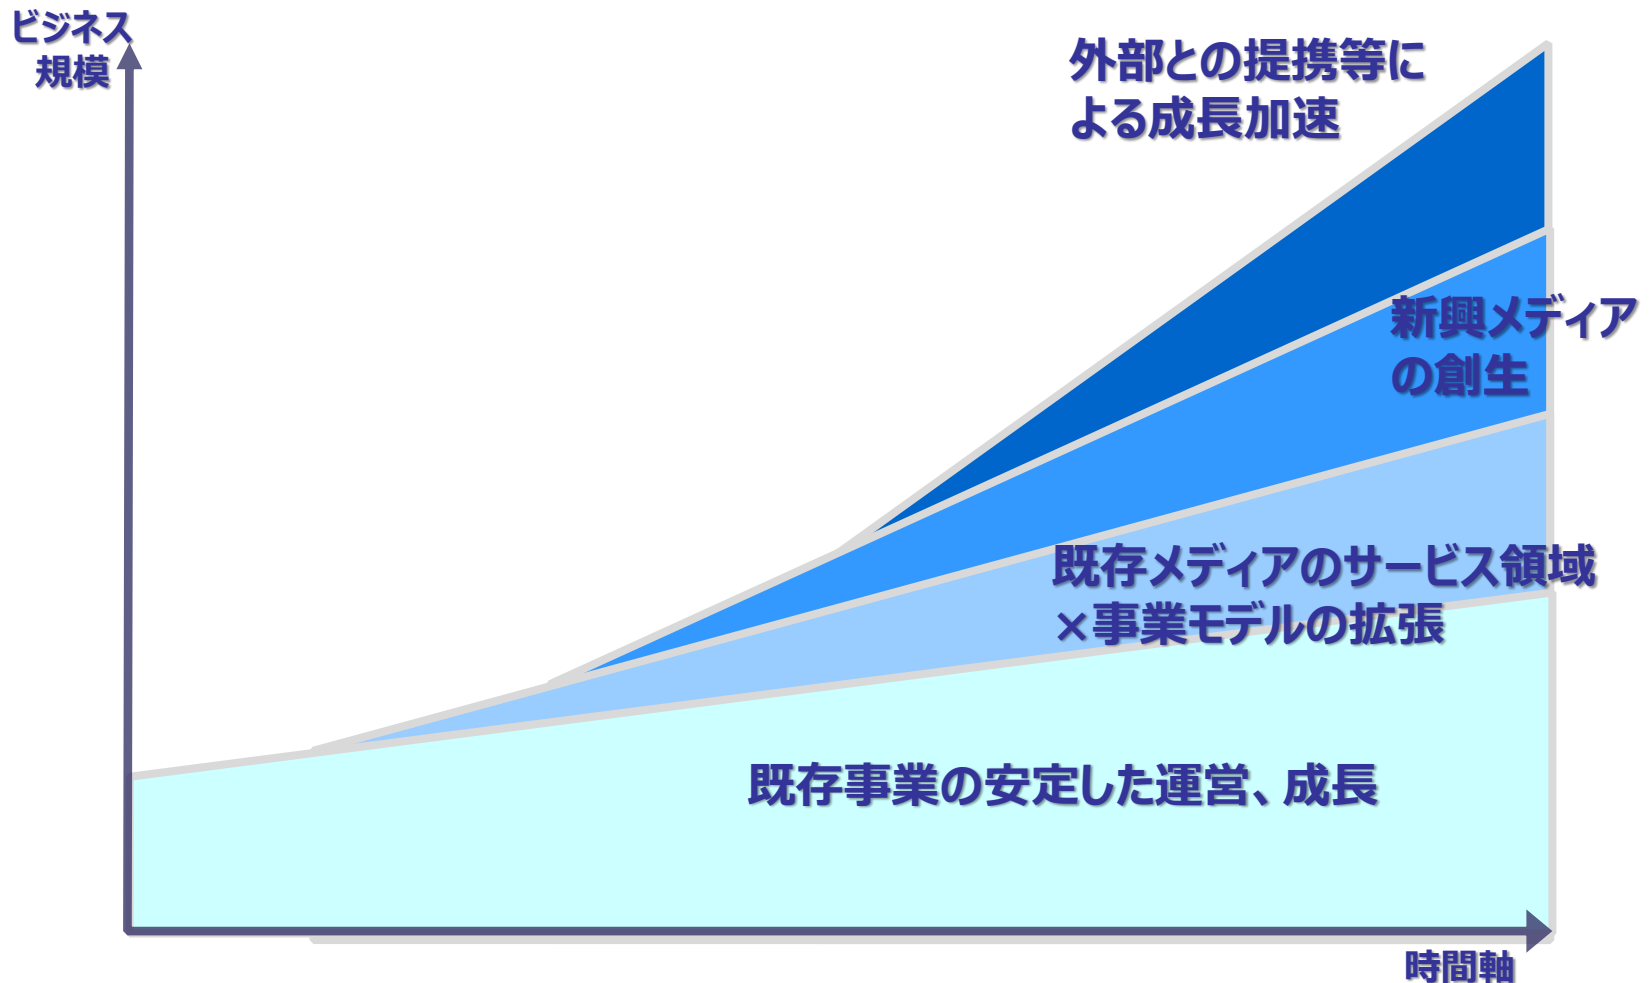 ビジネス
規模
外部との提携等に
よる成長加速
新興メディア
の創生
既存メディアのサービス領域
×事業モデルの拡張
既存事業の安定した運営、成長
時間軸